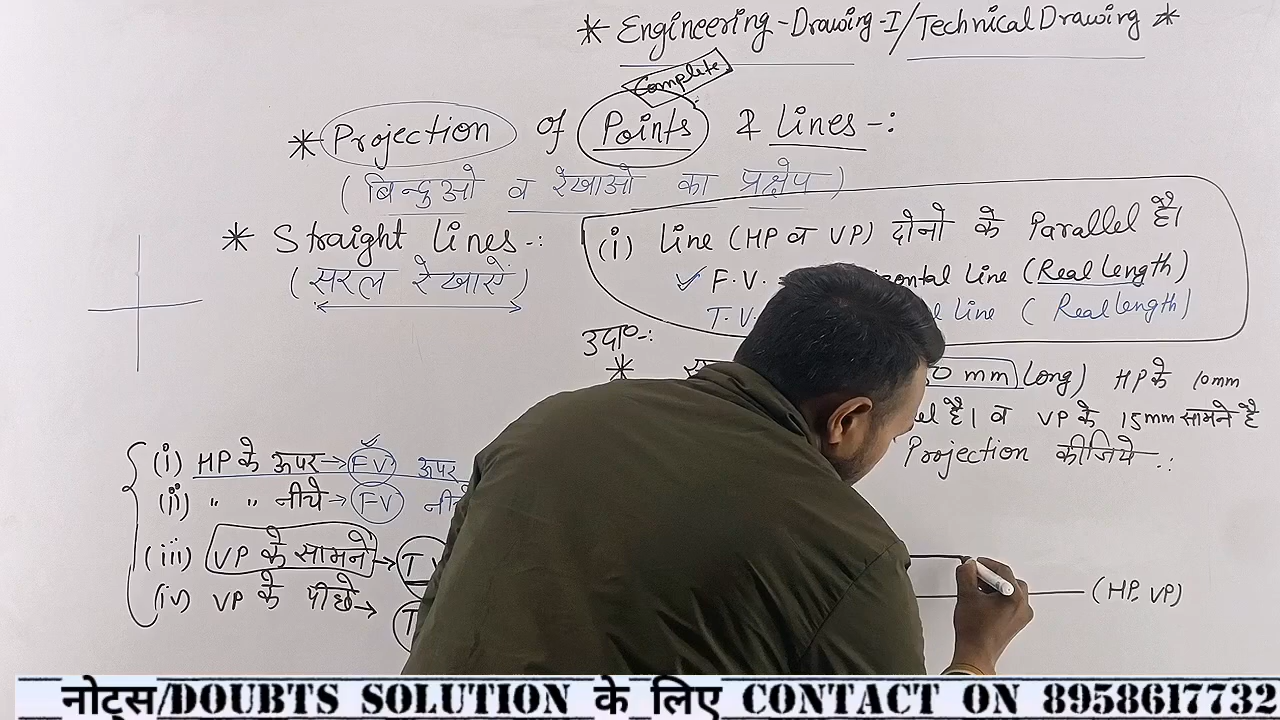 * Engineering-Drawing-I/Technical Drawing *
Complete
* Projection of Points & Lines-:
(बिन्दुओ व रेखाओ का प्रक्षेप)
* Straight Lines-:
(सरल रेखाऐं)
(i) Line (HP व VP) दोनो के Parallel है।
✓ F.V. Line (Real Length)
T.V. Line (Real length)
उदा०-:
* mm (Long) HP के 10mm
है। व VP के 15mm सामने है
Projection कीजिये-:
(i) HP के ऊपर→ FV ऊपर
(ii) " " नीचे→ FV
(iii) VP के सामने→ T
(iv) VP के पीछे→ T
(HP, VP)
नोट्स/DOUBTS SOLUTION के लिए CONTACT ON 8958617732